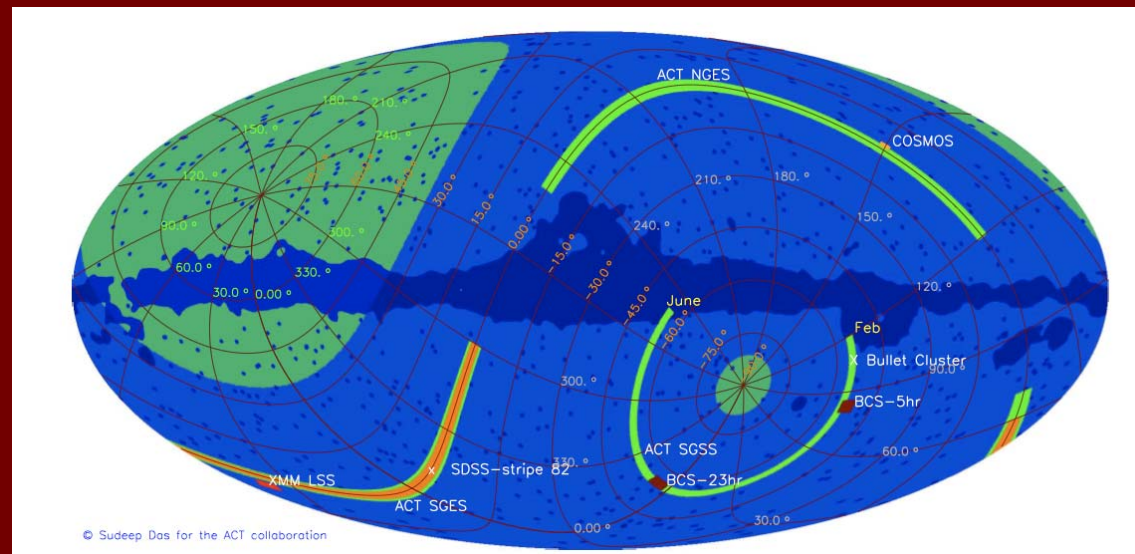 ACT NGES
COSMOS
180. °
210. °
150. °
240. °
120. °
90.0 °
60.0 °
30.0 °
0.00 °
330. °
300. °
30.0 °
15.0 °
0.00 °
−15.0 °
−30.0 °
−45.0 °
−60.0 °
−75.0 °
210. °
180. °
150. °
240. °
120. °
90.0 °
60.0 °
30.0 °
0.00 °
330. °
300. °
June
Feb
X Bullet Cluster
BCS−5hr
ACT SGSS
BCS−23hr
x SDSS−stripe 82
XMM LSS
ACT SGES
© Sudeep Das for the ACT collaboration